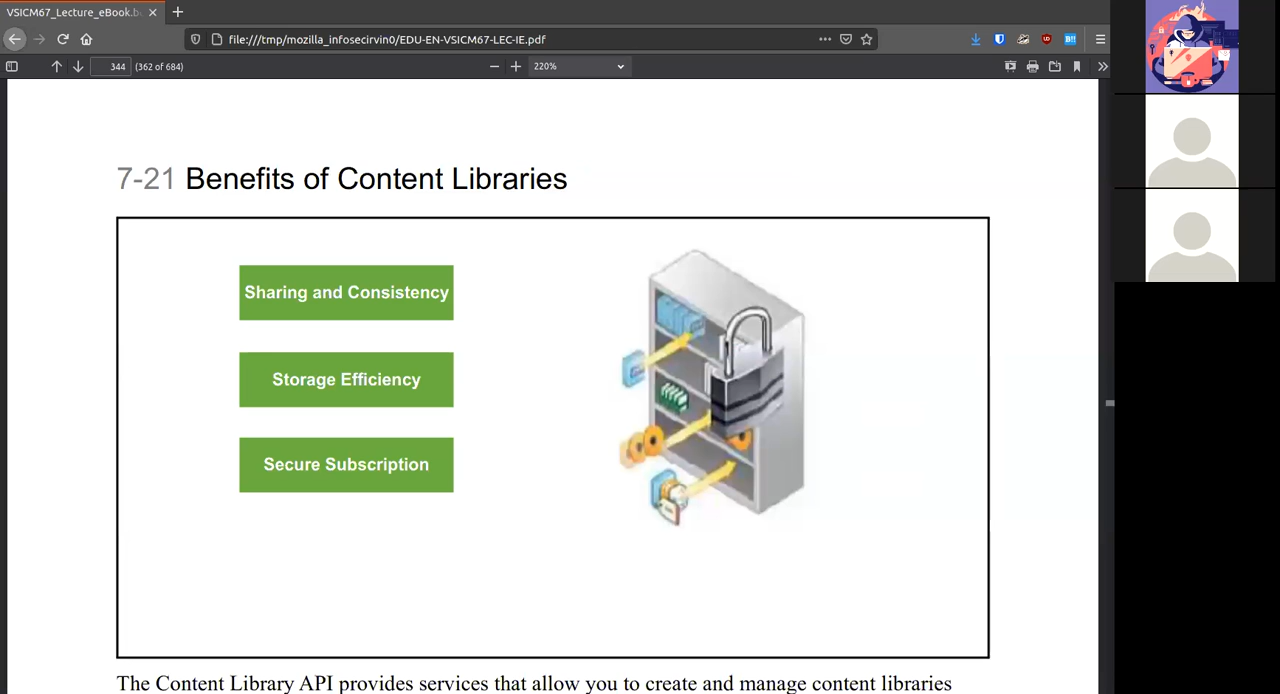 VSICM67_Lecture_eBook.b
file:///tmp/mozilla_infosecirvin0/EDU-EN-VSICM67-LEC-IE.pdf
344 (362 of 684)
220%
7-21 Benefits of Content Libraries
Sharing and Consistency
Storage Efficiency
Secure Subscription
The Content Library API provides services that allow you to create and manage content libraries